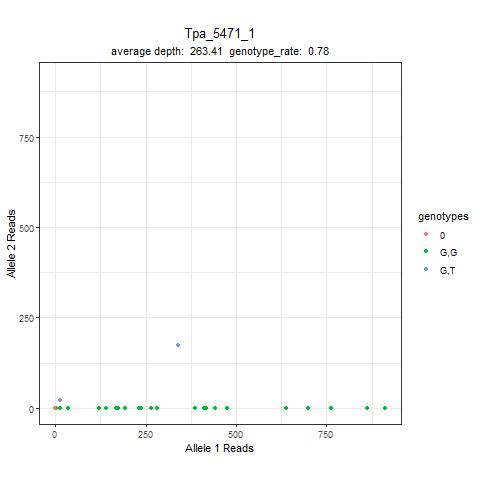 Tpa_5471_1
average depth:  263.41  genotype_rate:  0.78
Allele 2 Reads
750
500
250
0
0
250
500
750
Allele 1 Reads
genotypes
0
G,G
G,T